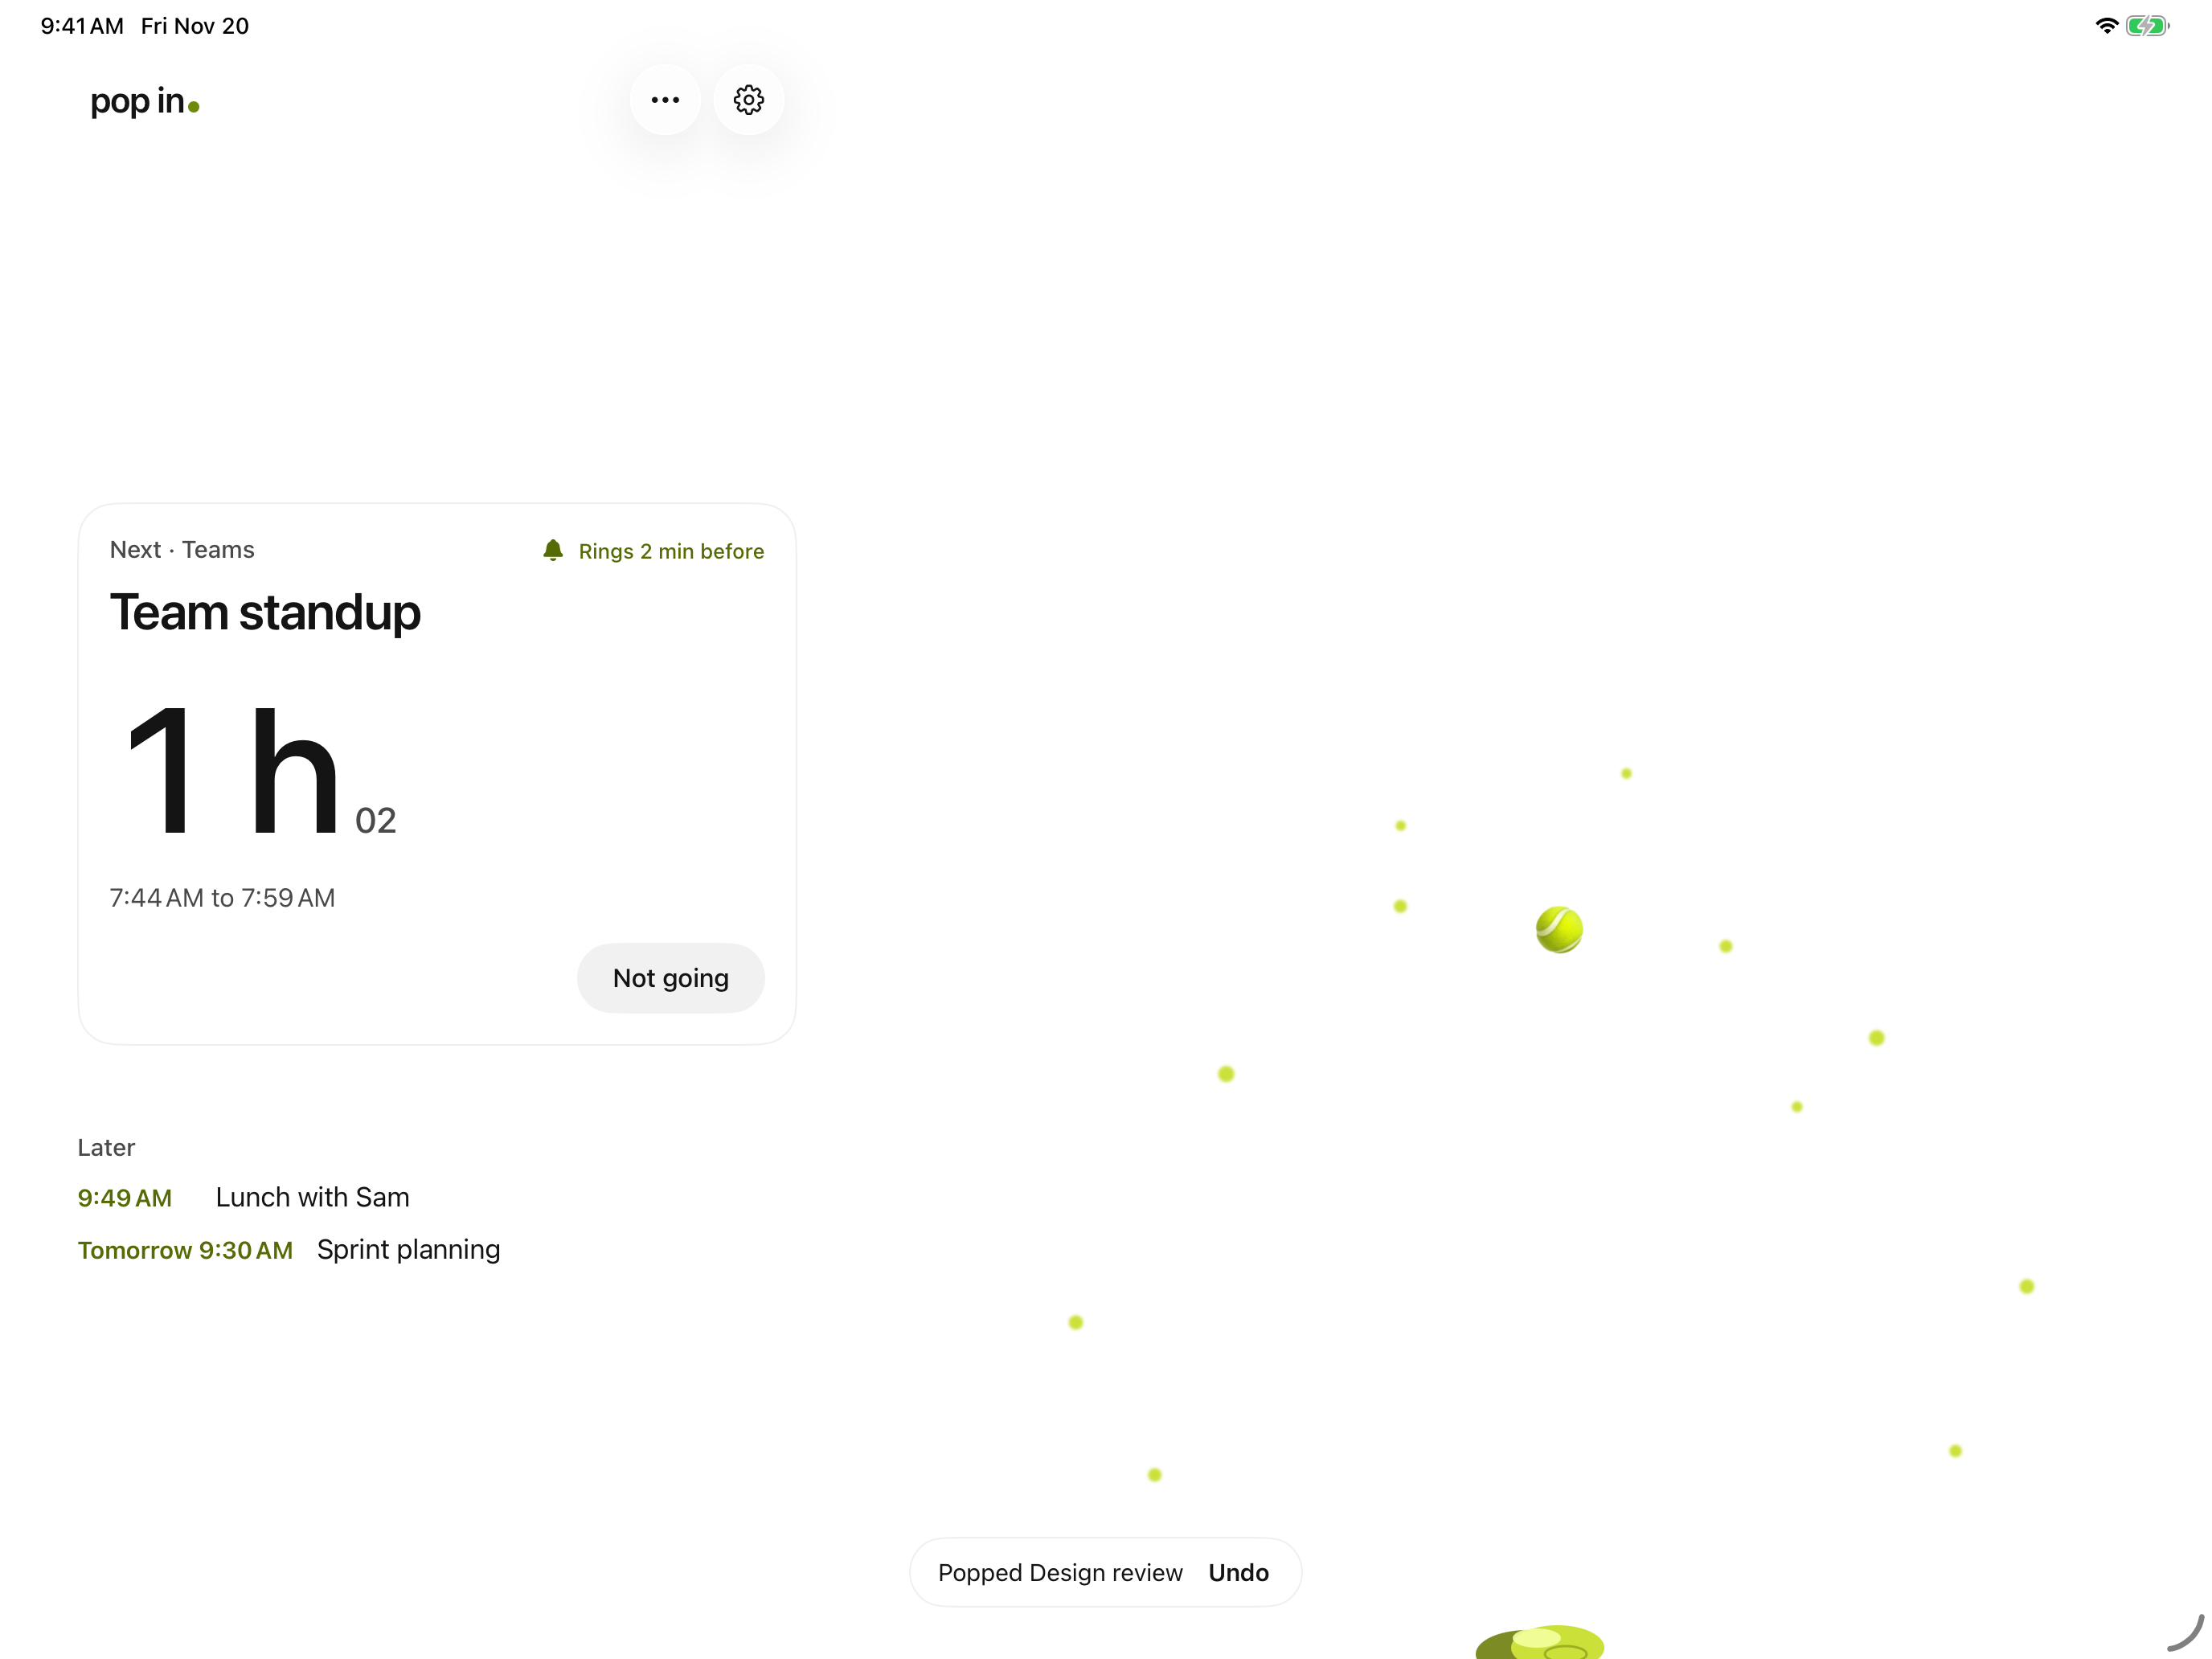 9:41 AM Fri Nov 20
pop in
Next · Teams
Rings 2 min before
Team standup
1 h 02
7:44 AM to 7:59 AM
Not going
Later
9:49 AM Lunch with Sam
Tomorrow 9:30 AM Sprint planning
Popped Design review Undo